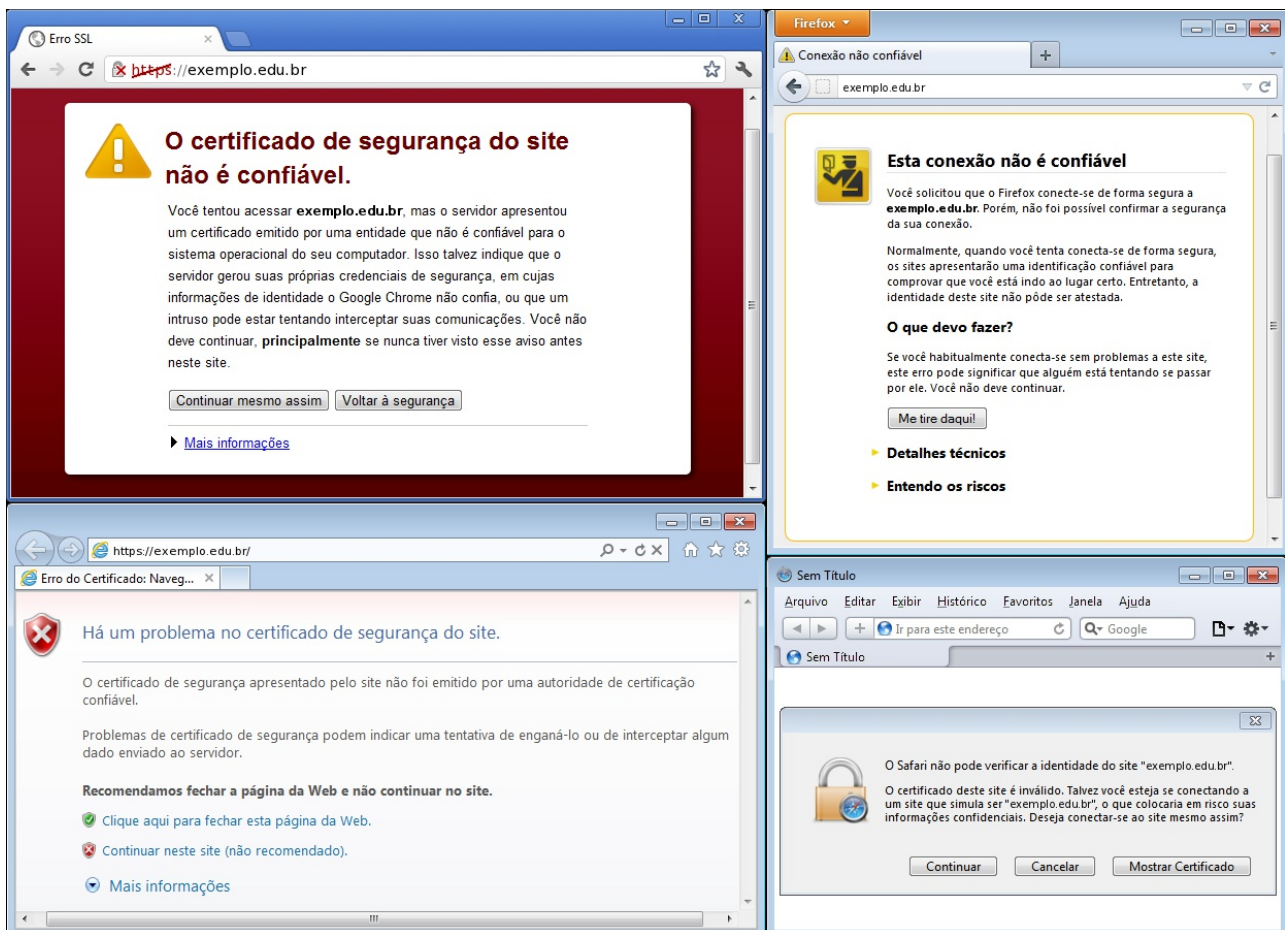 Erro SSL
https://exemplo.edu.br
O certificado de segurança do site
não é confiável.
Você tentou acessar exemplo.edu.br, mas o servidor apresentou
um certificado emitido por uma entidade que não é confiável para o
sistema operacional do seu computador. Isso talvez indique que o
servidor gerou suas próprias credenciais de segurança, em cujas
informações de identidade o Google Chrome não confia, ou que um
intruso pode estar tentando interceptar suas comunicações. Você não
deve continuar, principalmente se nunca tiver visto esse aviso antes
neste site.
Continuar mesmo assim Voltar à segurança
Mais informações
Firefox
Conexão não confiável
exemplo.edu.br
Esta conexão não é confiável
Você solicitou que o Firefox conecte-se de forma segura a
exemplo.edu.br. Porém, não foi possível confirmar a segurança
da sua conexão.
Normalmente, quando você tenta conecta-se de forma segura,
os sites apresentarão uma identificação confiável para
comprovar que você está indo ao lugar certo. Entretanto, a
identidade deste site não pôde ser atestada.
O que devo fazer?
Se você habitualmente conecta-se sem problemas a este site,
este erro pode significar que alguém está tentando se passar
por ele. Você não deve continuar.
Me tire daqui!
Detalhes técnicos
Entendo os riscos
https://exemplo.edu.br/
Erro do Certificado: Naveg...
Há um problema no certificado de segurança do site.
O certificado de segurança apresentado pelo site não foi emitido por uma autoridade de certificação
confiável.
Problemas de certificado de segurança podem indicar uma tentativa de enganá-lo ou de interceptar algum
dado enviado ao servidor.
Recomendamos fechar a página da Web e não continuar no site.
Clique aqui para fechar esta página da Web.
Continuar neste site (não recomendado).
Mais informações
Sem Título
Arquivo Editar Exibir Histórico Favoritos Janela Ajuda
Ir para este endereço Google
Sem Título
O Safari não pode verificar a identidade do site "exemplo.edu.br".
O certificado deste site é inválido. Talvez você esteja se conectando a
um site que simula ser "exemplo.edu.br", o que colocaria em risco suas
informações confidenciais. Deseja conectar-se ao site mesmo assim?
Continuar Cancelar Mostrar Certificado